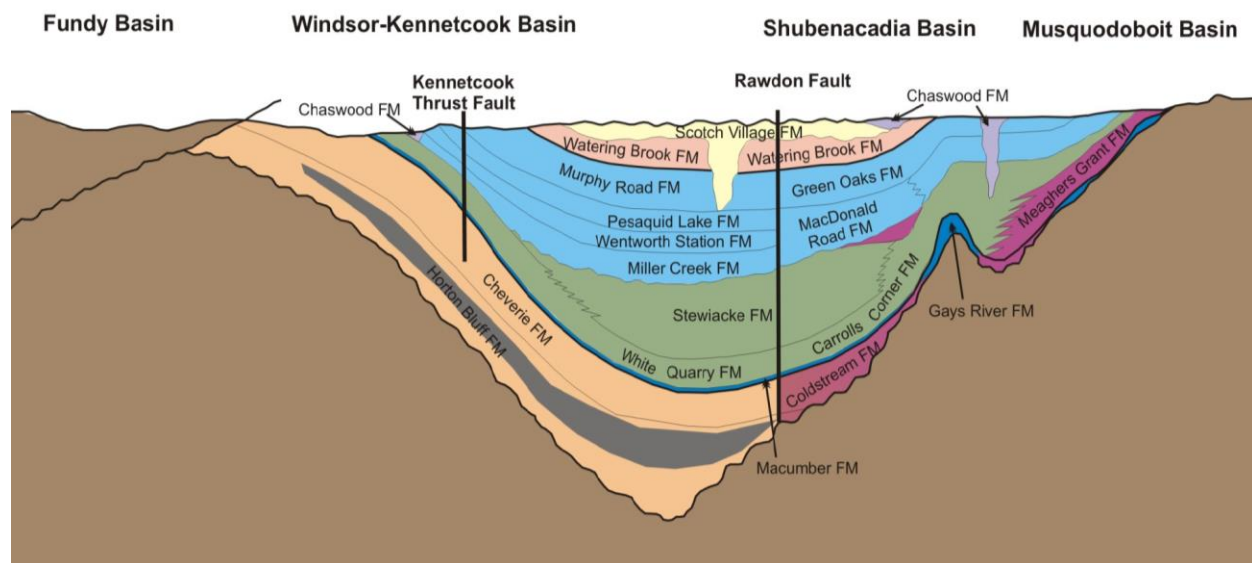 Fundy Basin
Windsor-Kennetcook Basin
Shubenacadia Basin
Musquodoboit Basin
Kennetcook
Thrust Fault
Rawdon Fault
Chaswood FM
Chaswood FM
Scotch Village FM
Watering Brook FM
Watering Brook FM
Murphy Road FM
Green Oaks FM
Pesaquid Lake FM
MacDonald
Road FM
Wentworth Station FM
Miller Creek FM
Meaghers Grant FM
Horton Bluff FM
Cheverie FM
Stewiacke FM
Gays River FM
White Quarry FM
Carrolls Corner FM
Coldstream FM
Macumber FM